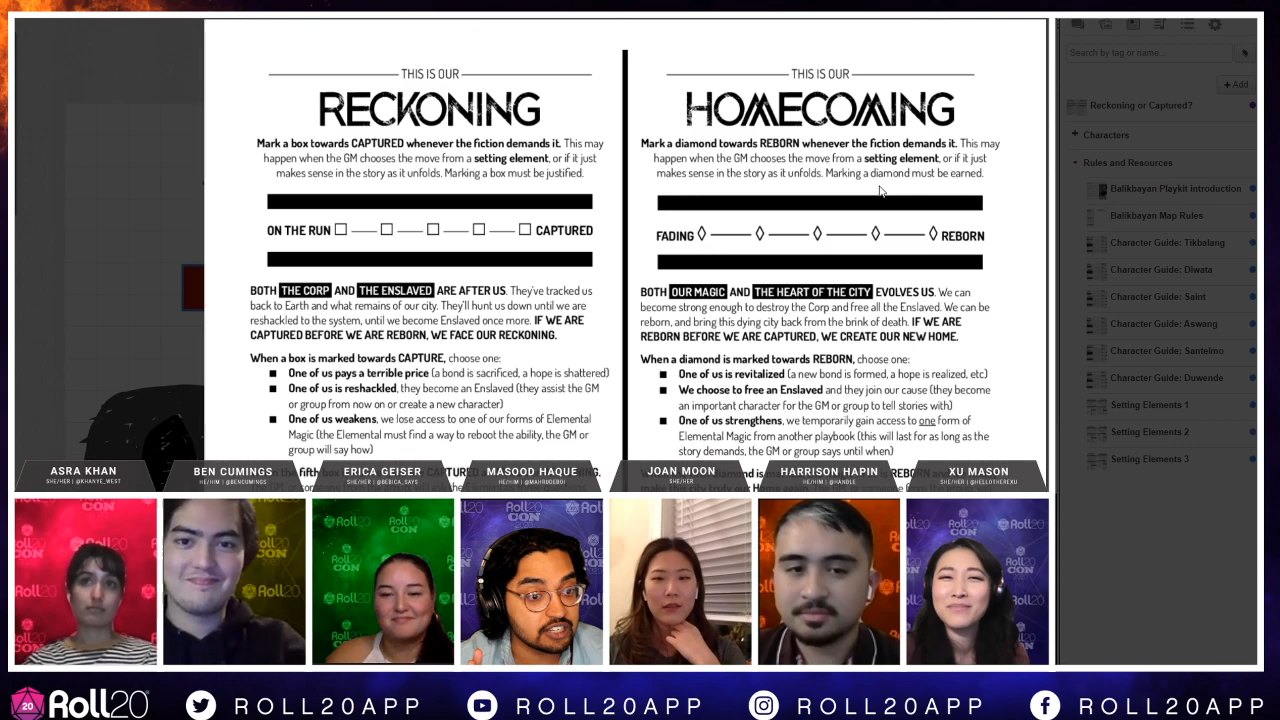 THIS IS OUR
RECKONING
Mark a box towards CAPTURED whenever the fiction demands it. This may
happen when the GM chooses the move from a setting element, or if it just
makes sense in the story as it unfolds. Marking a box must be justified.
ON THE RUN CAPTURED
BOTH THE CORP AND THE ENSLAVED ARE AFTER US. They've tracked us
back to Earth and what remains of our city. They'll hunt us down until we are
reshackled to the system, until we become Enslaved once more. IF WE ARE
CAPTURED BEFORE WE ARE REBORN, WE FACE OUR RECKONING.
When a box is marked towards CAPTURE, choose one:
■ One of us pays a terrible price (a bond is sacrificed, a hope is shattered)
■ One of us is reshackled, they become an Enslaved (they assist the GM
or group from now on or create a new character)
■ One of us weakens, we lose access to one of our forms of Elemental
Magic (the Elemental must find a way to reboot the ability, the GM or
group will say how)
THIS IS OUR
HOMECOMING
Mark a diamond towards REBORN whenever the fiction demands it. This may
happen when the GM chooses the move from a setting element, or if it just
makes sense in the story as it unfolds. Marking a diamond must be earned.
FADING REBORN
BOTH OUR MAGIC AND THE HEART OF THE CITY EVOLVES US. We can
become strong enough to destroy the Corp and free all the Enslaved. We can be
reborn, and bring this dying city back from the brink of death. IF WE ARE
REBORN BEFORE WE ARE CAPTURED, WE CREATE OUR NEW HOME.
When a diamond is marked towards REBORN, choose one:
■ One of us is revitalized (a new bond is formed, a hope is realized, etc)
■ We choose to free an Enslaved and they join our cause (they become
an important character for the GM or group to tell stories with)
■ One of us strengthens, we temporarily gain access to one form of
Elemental Magic from another playbook (this will last for as long as the
story demands, the GM or group says until when)
Search by tag or name...
+ Add
Reckoning or Captured?
Characters
Rules and Resources
Balikbayan Playkit Introduction
Balikbayan Map Rules
Character Guide: Tikbalang
Character Guide: Diwata
Character Guide: Saint
Character Guide: Aswang
Character Guide: Santelmo
Character Guide: Duwende
Setting Elements 1
Setting Elements 2
Setting Elements 3
ASRA KHAN
SHE/HER | @KHANYE_WEST
BEN CUMINGS
HE/HIM | @BENCUMINGS
ERICA GEISER
SHE/HER | @BEBICA_SAYS
MASOOD HAQUE
HE/HIM | @MAHRUDEBOI
JOAN MOON
SHE/HER
HARRISON HAPIN
HE/HIM | @HANDLE
XU MASON
SHE/HER | @HELLOTHEREXU
20 Roll20
ROLL20APP
ROLL20APP
ROLL20APP
ROLL20APP